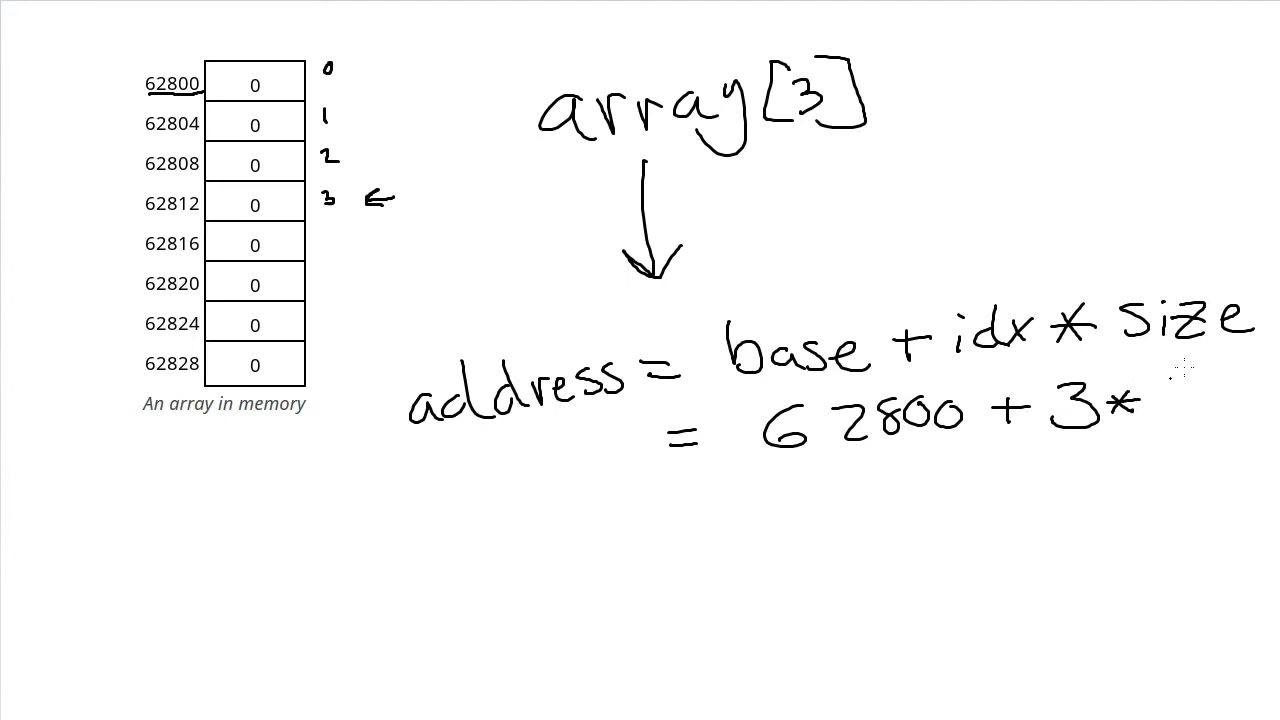 62800 0 0
62804 0 1
62808 0 2
62812 0 3 ←
62816 0
62820 0
62824 0
62828 0
An array in memory
array[3]
address = base + idx * size
= 62800 + 3*